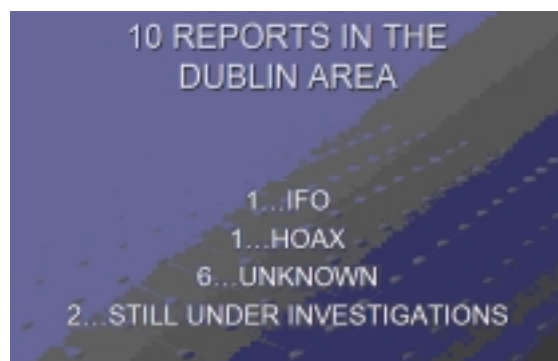 10 REPORTS IN THE
DUBLIN AREA
1...IFO
1...HOAX
6...UNKNOWN
2...STILL UNDER INVESTIGATIONS